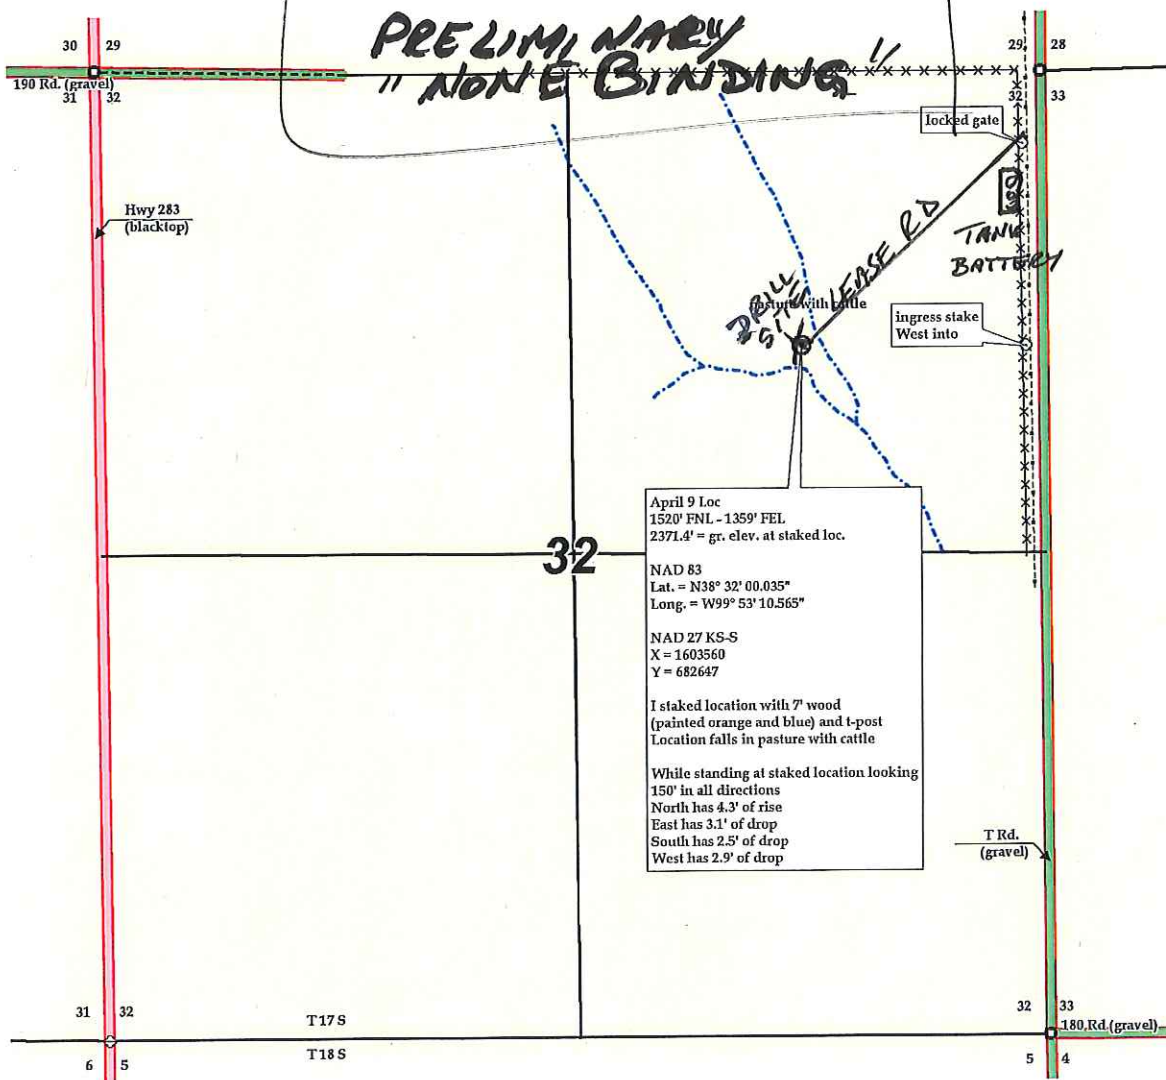 PRELIMINARY
" NONE BINDING "
30 29
190 Rd. (gravel)
31 32
29 28
32 33
locked gate
Hwy 283
(blacktop)
TANK
BATTERY
LEASE RD
DRILL
SITE
pasture with cattle
ingress stake
West into
April 9 Loc
1520' FNL - 1359' FEL
2371.4' = gr. elev. at staked loc.
NAD 83
Lat. = N38° 32' 00.035"
Long. = W99° 53' 10.565"
NAD 27 KS-S
X = 1603560
Y = 682647
I staked location with 7' wood
(painted orange and blue) and t-post
Location falls in pasture with cattle
While standing at staked location looking
150' in all directions
North has 4.3' of rise
East has 3.1' of drop
South has 2.5' of drop
West has 2.9' of drop
32
T Rd.
(gravel)
31 32
T 17 S
32 33
180 Rd (gravel)
T 18 S
6 5
5 4